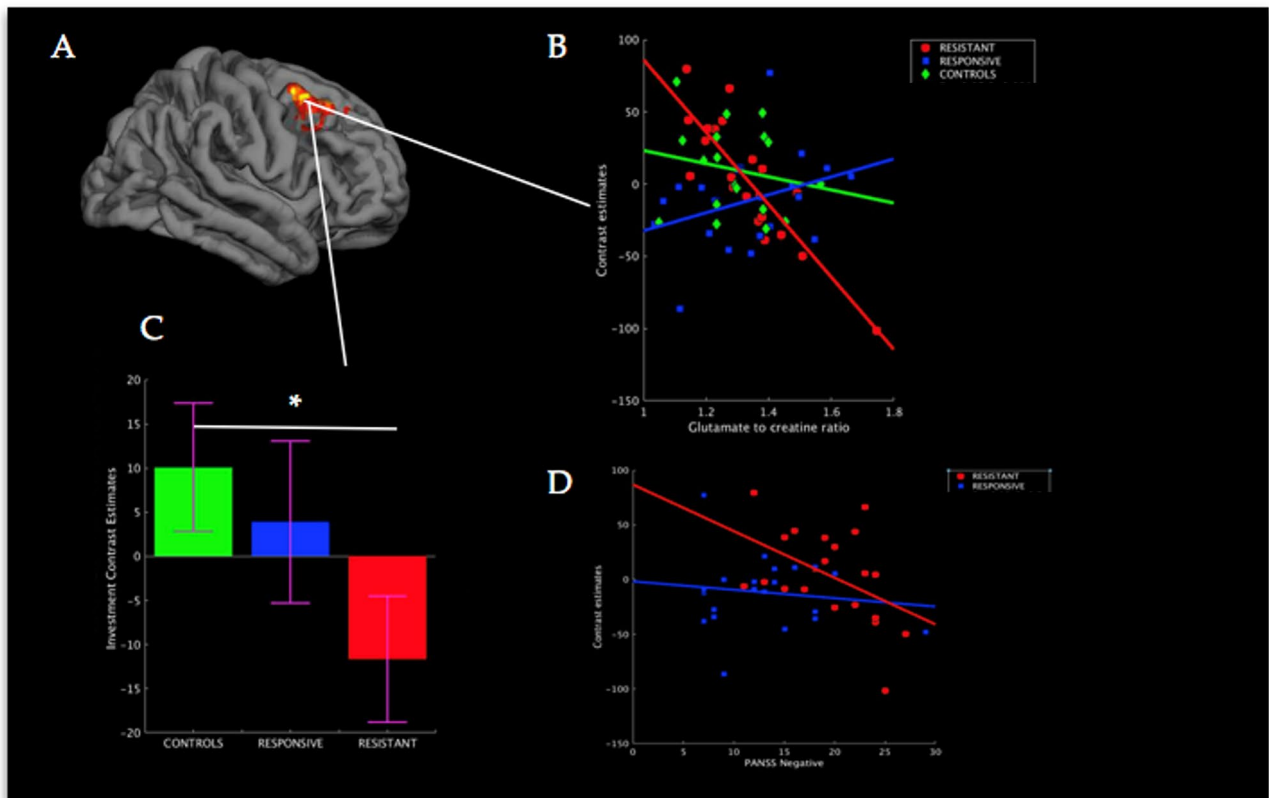 A
B
100
50
0
−50
−100
−150
1
1.2
1.4
1.6
1.8
Contrast estimates
Glutamate to creatine ratio
RESISTANT
RESPONSIVE
CONTROLS
C
*
20
15
10
5
0
−5
−10
−15
−20
Investment Contrast Estimates
CONTROLS
RESPONSIVE
RESISTANT
D
100
50
0
−50
−100
−150
0
5
10
15
20
25
30
Contrast estimates
PANSS Negative
RESISTANT
RESPONSIVE